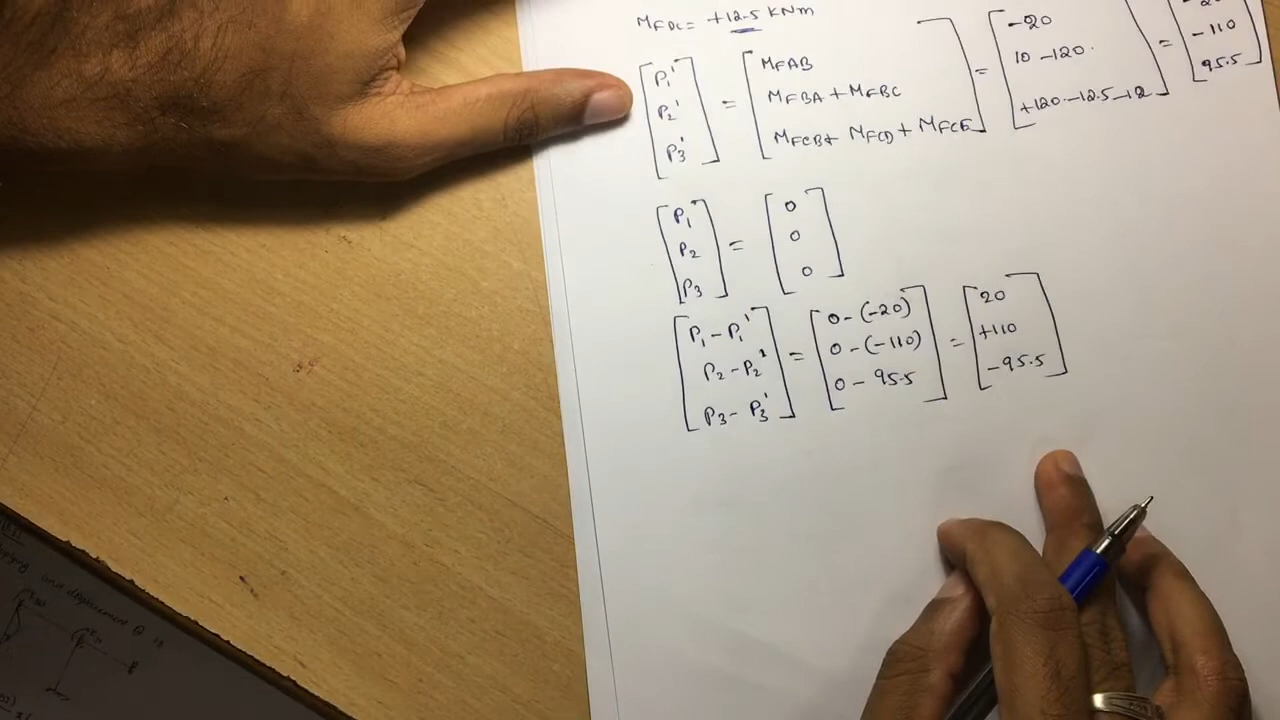 MFDC = +12.5 KNm
[P1' P2' P3'] = [MFAB MFBA + MFBC MFCB + MFCD + MFCE] = [-20 10 -120 +120 -12.5 -12] = [-110 95.5]
[P1 P2 P3] = [0 0 0]
[P1 - P1' P2 - P2' P3 - P3'] = [0 - (-20) 0 - (-110) 0 - 95.5] = [20 +110 -95.5]
unit displacement @